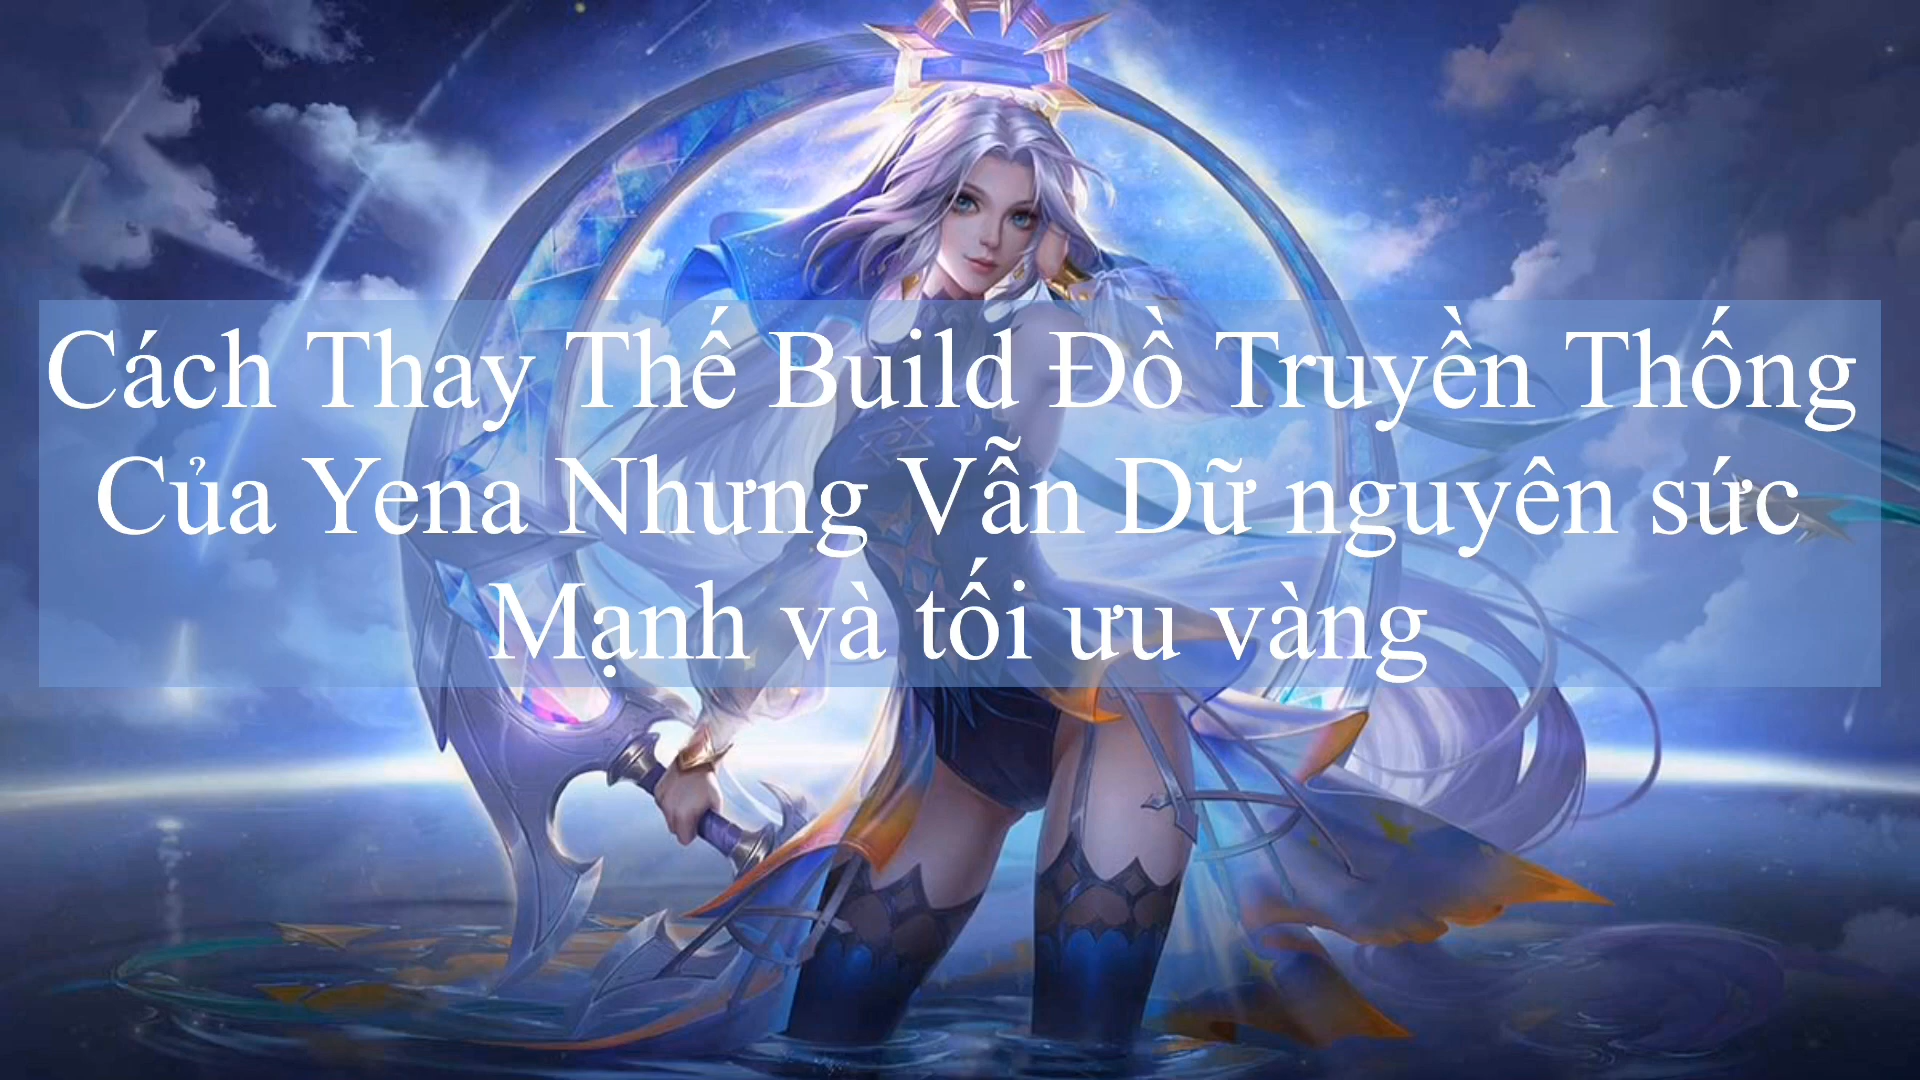 Cách Thay Thế Build Đồ Truyền Thống
Của Yena Nhưng Vẫn Dữ nguyên sức
Mạnh và tối ưu vàng